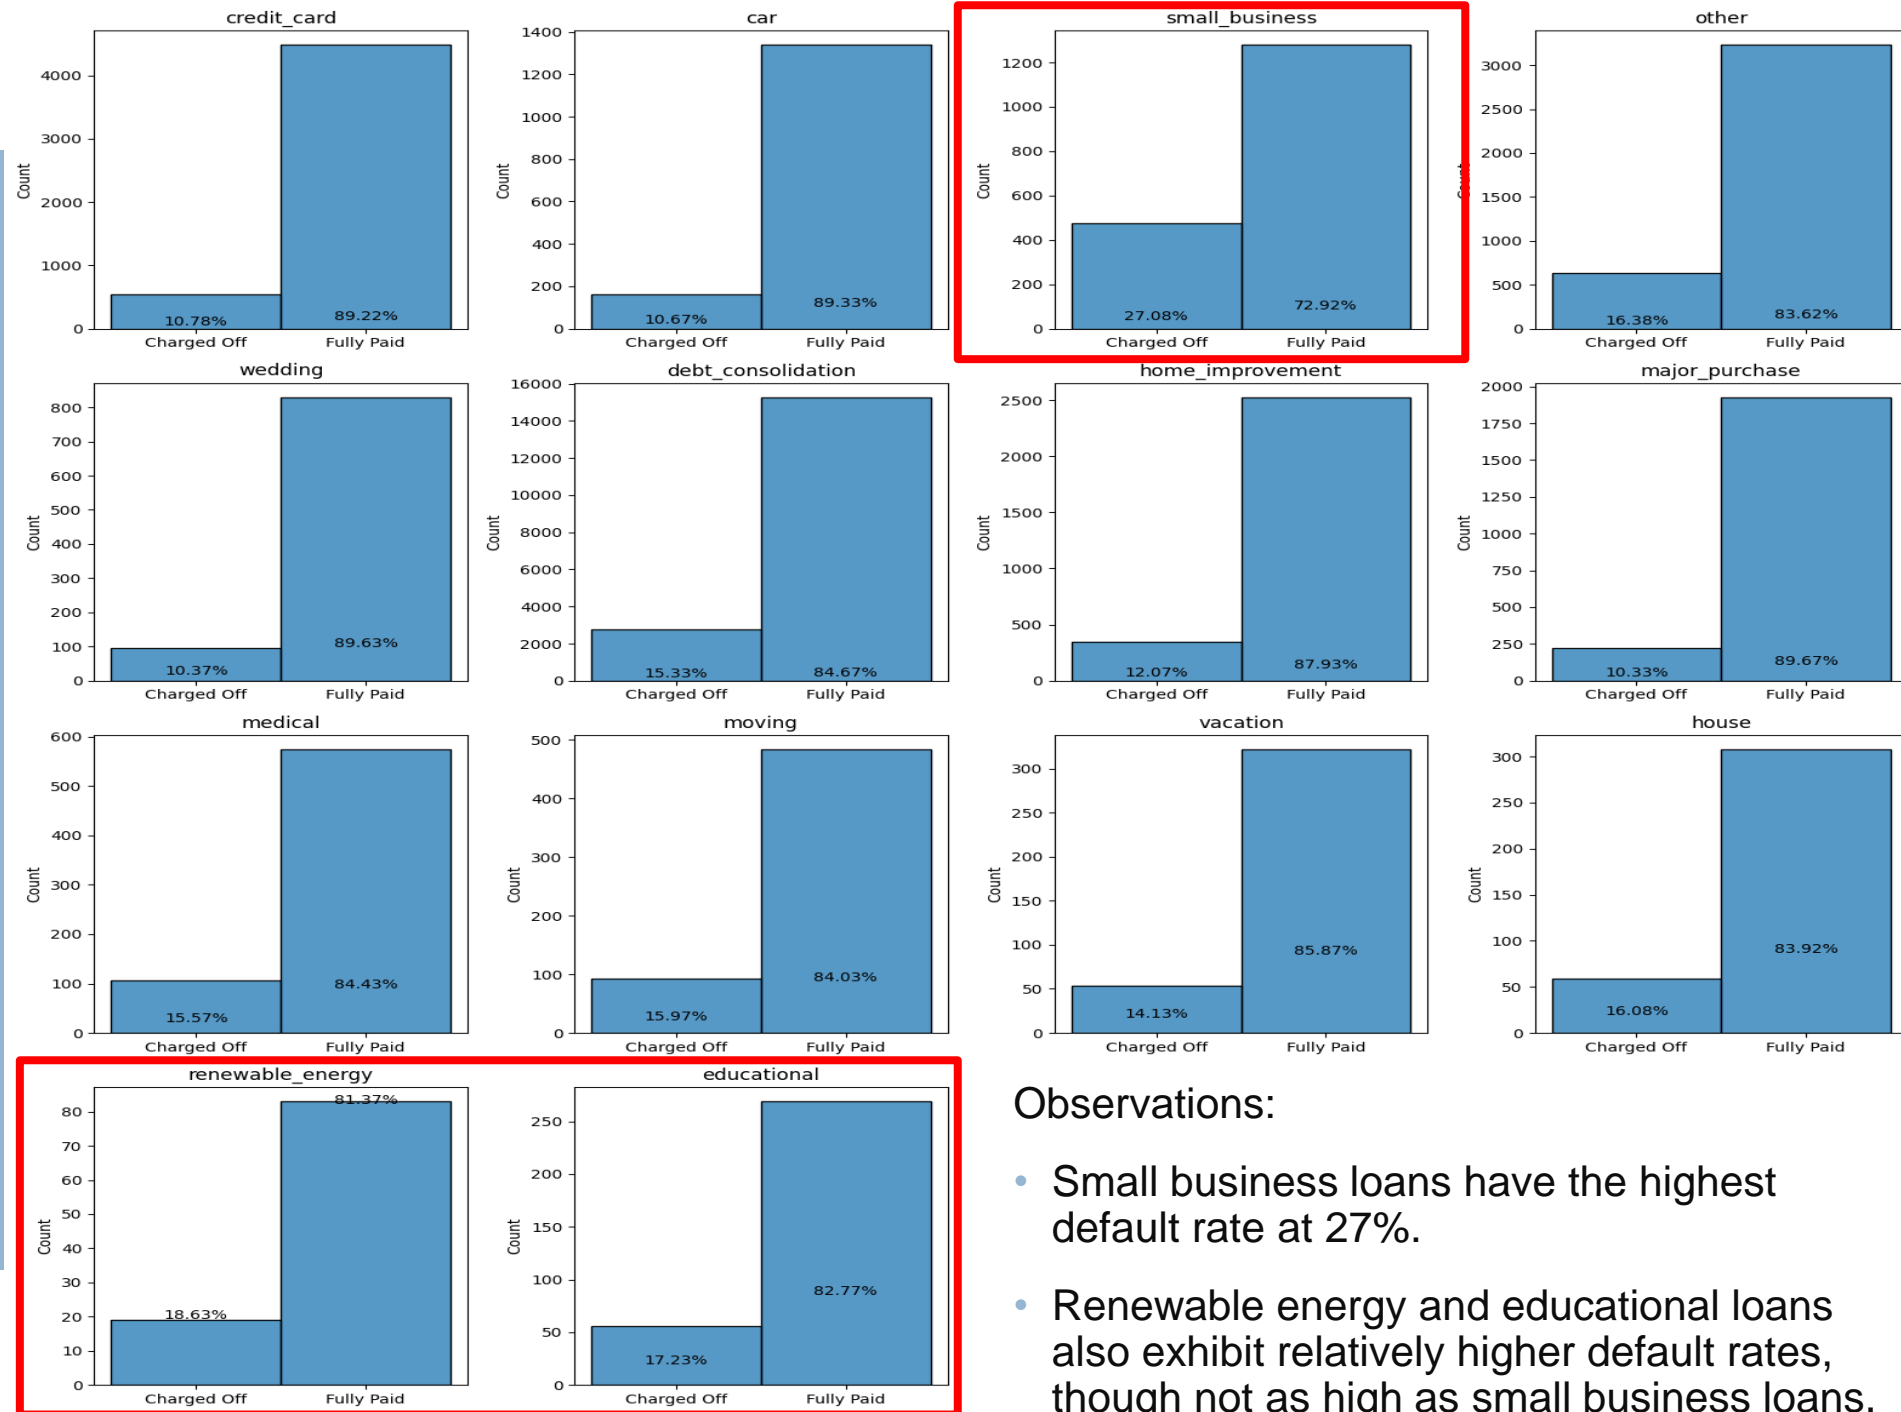 credit_card
4000
3000
2000
1000
0
Count
10.78%
89.22%
Charged Off
Fully Paid
car
1400
1200
1000
800
600
400
200
0
Count
10.67%
89.33%
Charged Off
Fully Paid
small_business
1200
1000
800
600
400
200
0
Count
27.08%
72.92%
Charged Off
Fully Paid
other
3000
2500
2000
1500
1000
500
0
Count
16.38%
83.62%
Charged Off
Fully Paid
wedding
800
700
600
500
400
300
200
100
0
Count
10.37%
89.63%
Charged Off
Fully Paid
debt_consolidation
16000
14000
12000
10000
8000
6000
4000
2000
0
Count
15.33%
84.67%
Charged Off
Fully Paid
home_improvement
2500
2000
1500
1000
500
0
Count
12.07%
87.93%
Charged Off
Fully Paid
major_purchase
2000
1750
1500
1250
1000
750
500
250
0
Count
10.33%
89.67%
Charged Off
Fully Paid
medical
600
500
400
300
200
100
0
Count
15.57%
84.43%
Charged Off
Fully Paid
moving
500
400
300
200
100
0
Count
15.97%
84.03%
Charged Off
Fully Paid
vacation
300
250
200
150
100
50
0
Count
14.13%
85.87%
Charged Off
Fully Paid
house
300
250
200
150
100
50
0
Count
16.08%
83.92%
Charged Off
Fully Paid
renewable_energy
80
70
60
50
40
30
20
10
0
Count
18.63%
81.37%
Charged Off
Fully Paid
educational
250
200
150
100
50
0
Count
17.23%
82.77%
Charged Off
Fully Paid
Observations:
• Small business loans have the highest
default rate at 27%.
• Renewable energy and educational loans
also exhibit relatively higher default rates,
though not as high as small business loans.